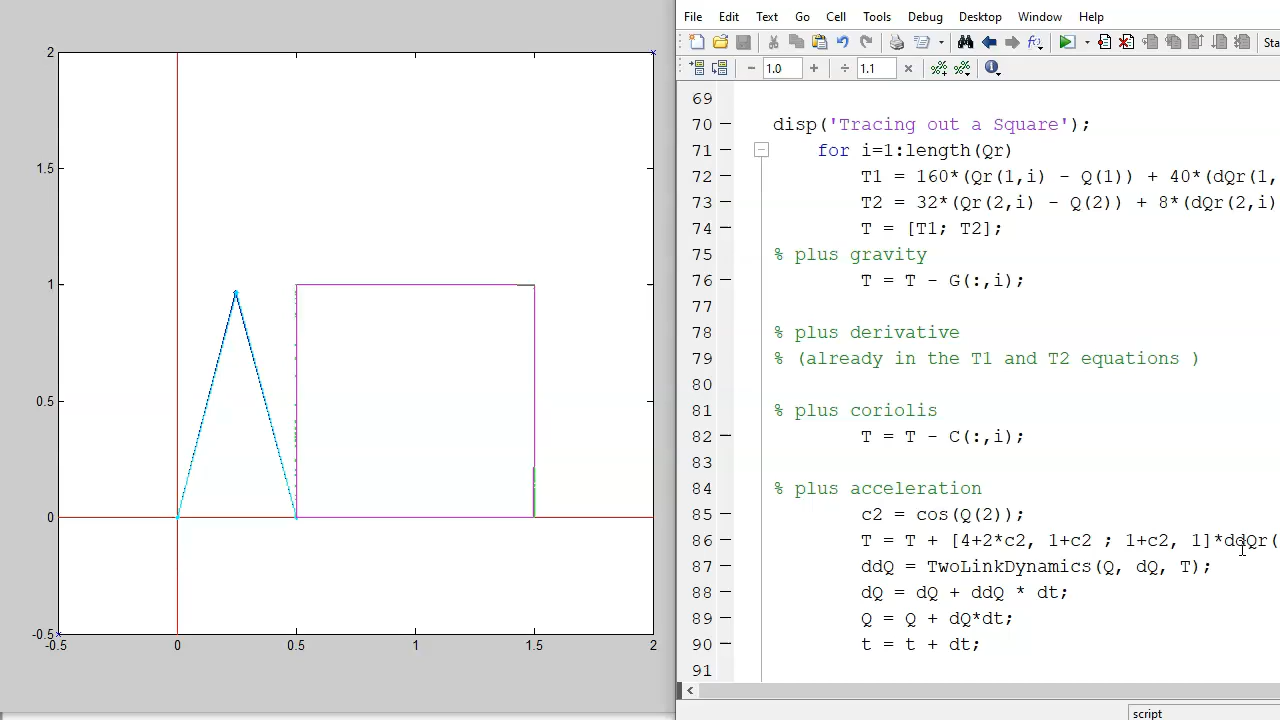 File Edit Text Go Cell Tools Debug Desktop Window Help
1.0
1.1
2
1.5
1
0.5
0
-0.5
-0.5 0 0.5 1 1.5 2
69
70 disp('Tracing out a Square');
71 for i=1:length(Qr)
72 T1 = 160*(Qr(1,i) - Q(1)) + 40*(dQr(1,
73 T2 = 32*(Qr(2,i) - Q(2)) + 8*(dQr(2,i)
74 T = [T1; T2];
75 % plus gravity
76 T = T - G(:,i);
77
78 % plus derivative
79 % (already in the T1 and T2 equations )
80
81 % plus coriolis
82 T = T - C(:,i);
83
84 % plus acceleration
85 c2 = cos(Q(2));
86 T = T + [4+2*c2, 1+c2 ; 1+c2, 1]*ddQr(
87 ddQ = TwoLinkDynamics(Q, dQ, T);
88 dQ = dQ + ddQ * dt;
89 Q = Q + dQ*dt;
90 t = t + dt;
91
script